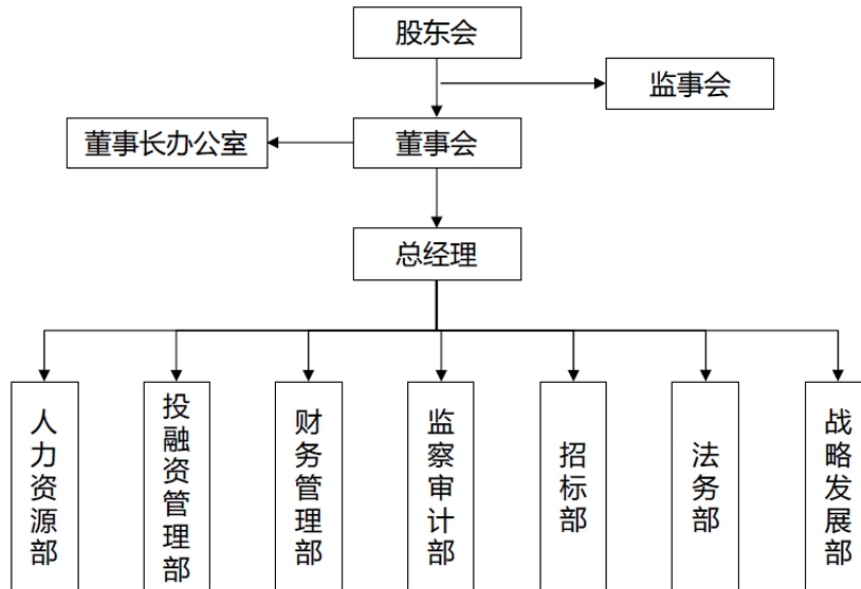 股东会
监事会
董事长办公室
董事会
总经理
人力资源部
投融资管理部
财务管理部
监察审计部
招标部
法务部
战略发展部